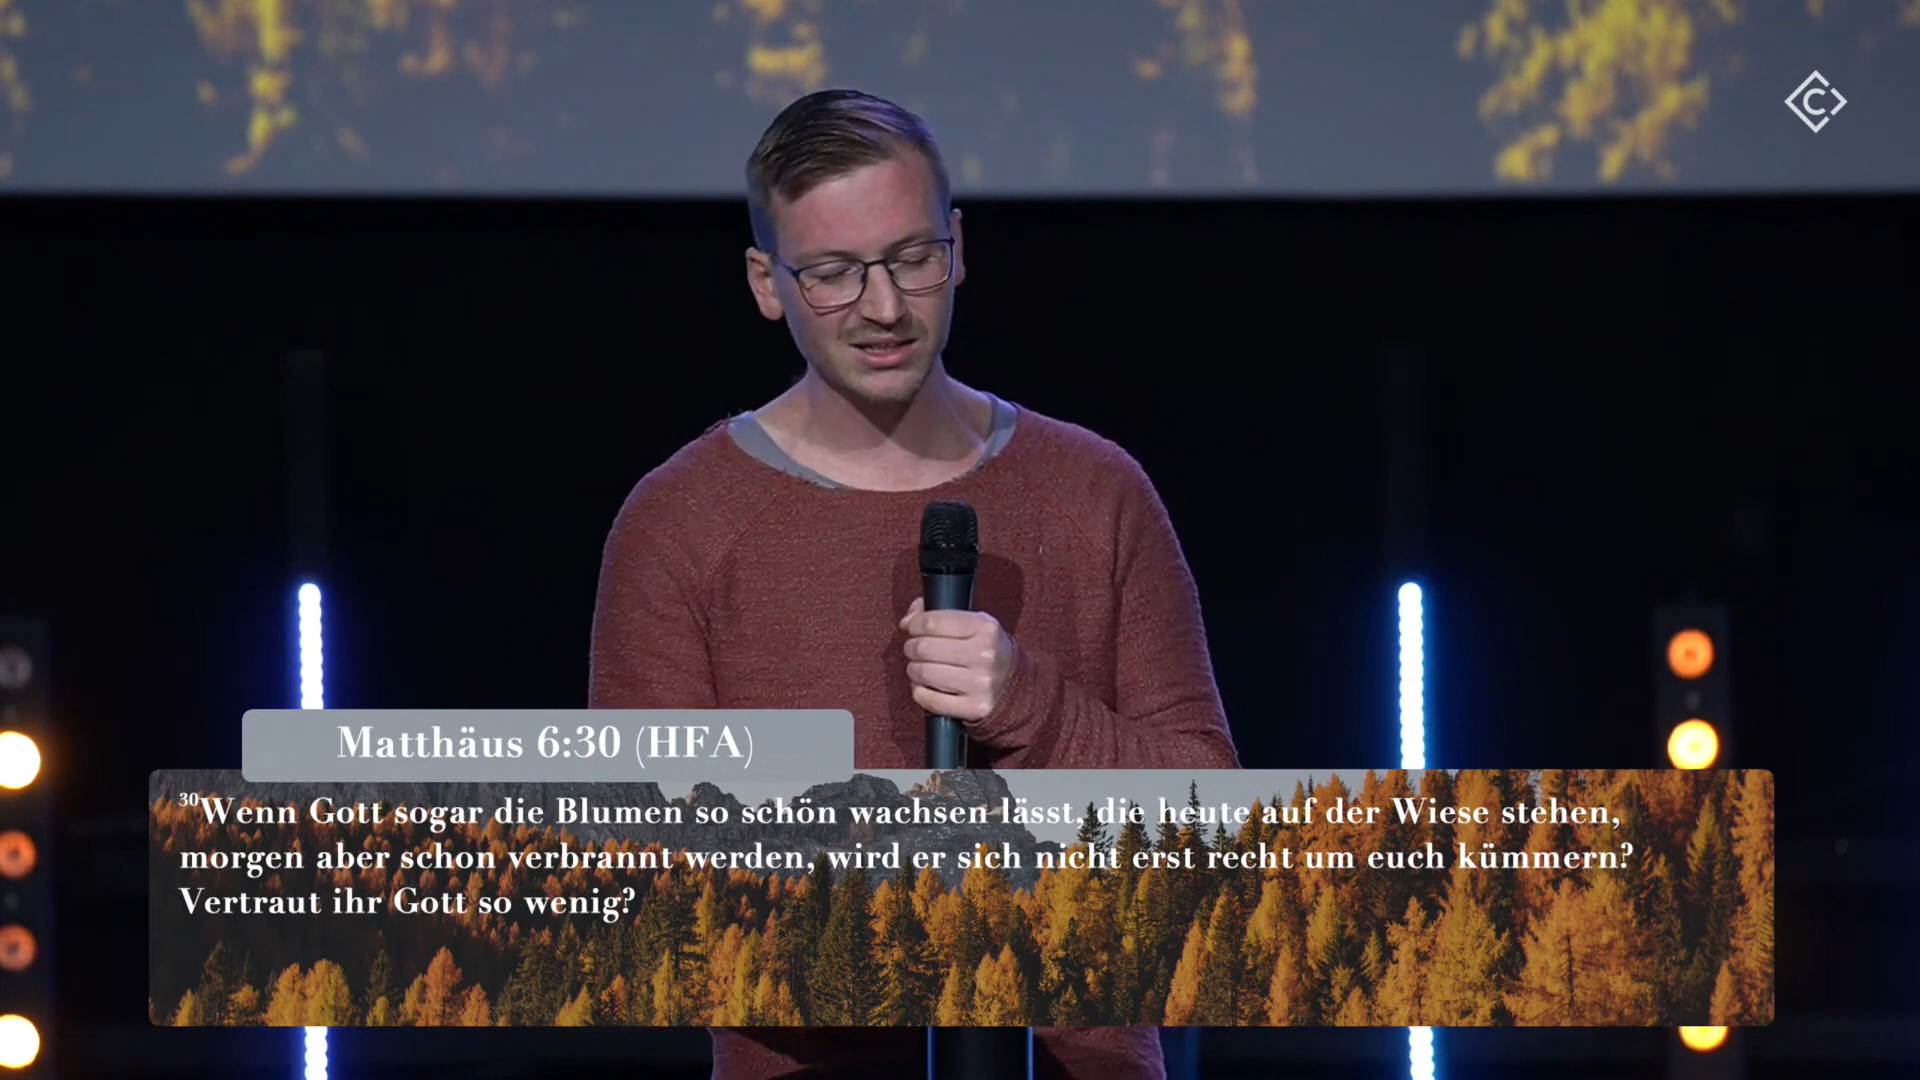 C
Matthäus 6:30 (HFA)
³⁰Wenn Gott sogar die Blumen so schön wachsen lässt, die heute auf der Wiese stehen,
morgen aber schon verbrannt werden, wird er sich nicht erst recht um euch kümmern?
Vertraut ihr Gott so wenig?